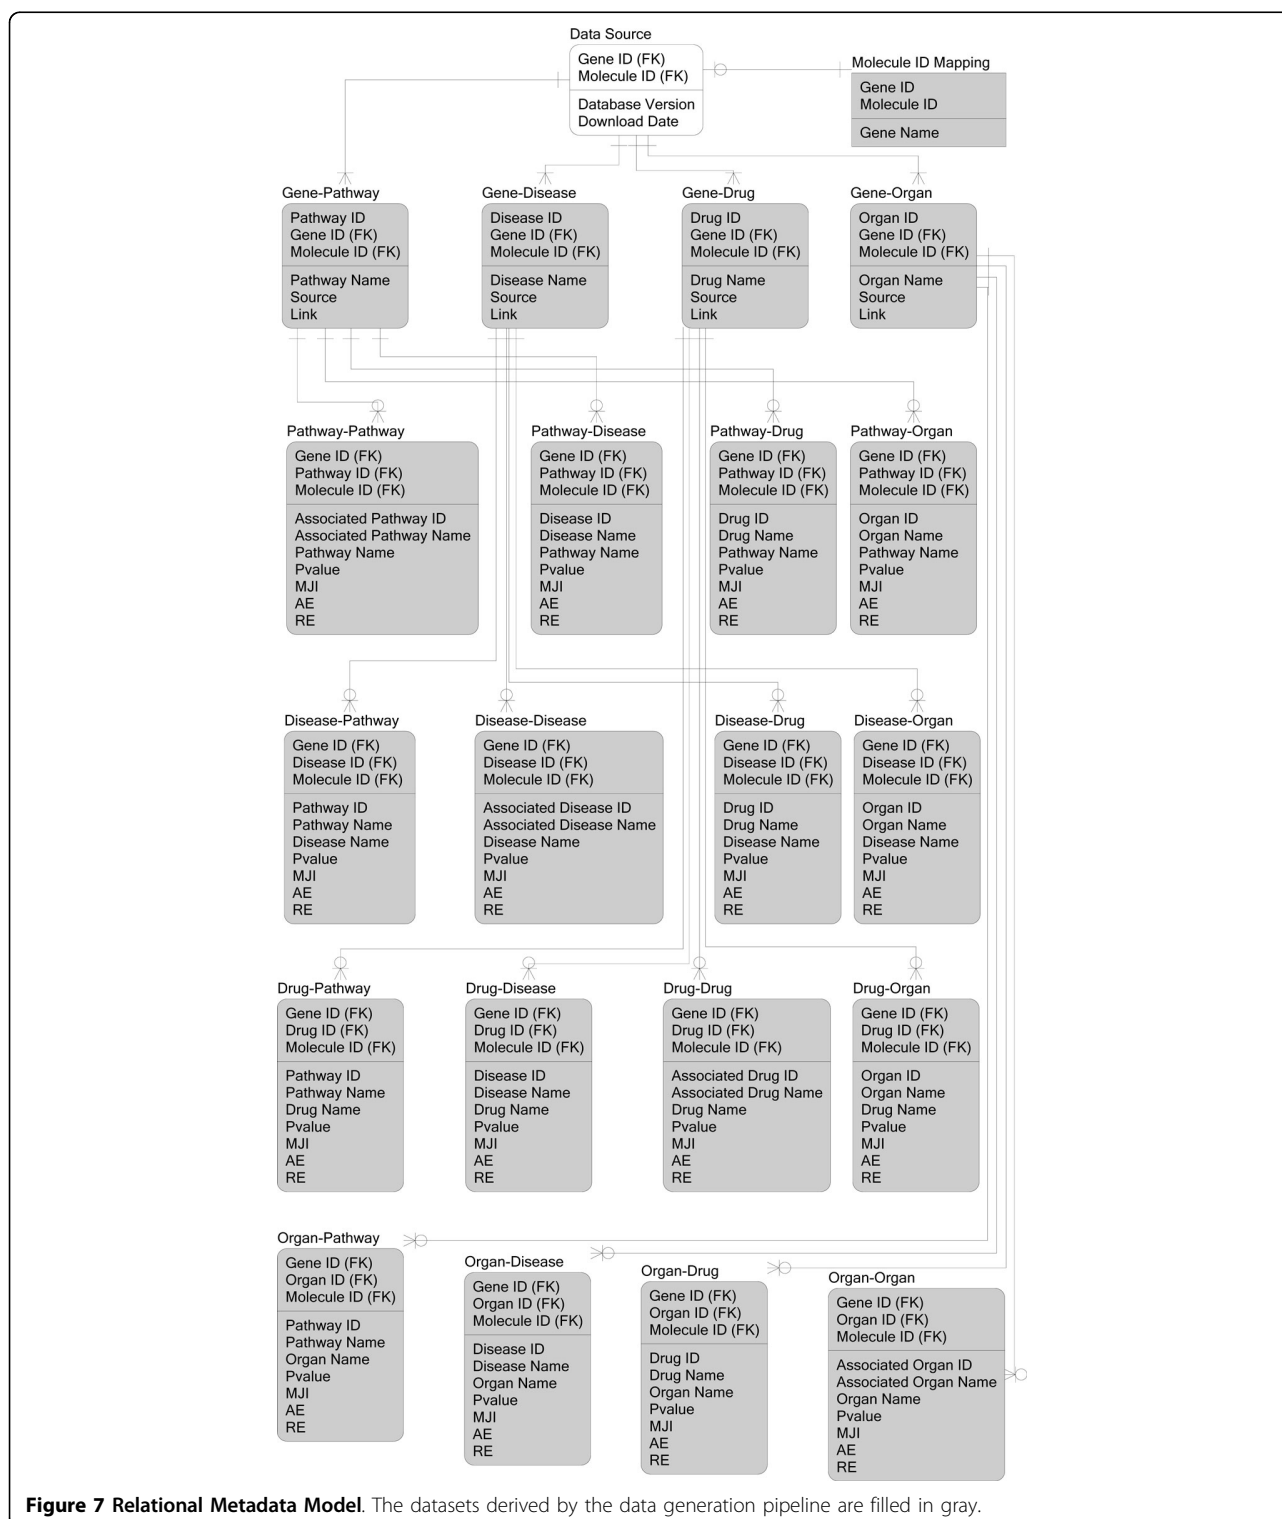 Data Source
Gene ID (FK)
Molecule ID (FK)
Database Version
Download Date
Molecule ID Mapping
Gene ID
Molecule ID
Gene Name
Gene-Pathway
Pathway ID
Gene ID (FK)
Molecule ID (FK)
Pathway Name
Source
Link
Gene-Disease
Disease ID
Gene ID (FK)
Molecule ID (FK)
Disease Name
Source
Link
Gene-Drug
Drug ID
Gene ID (FK)
Molecule ID (FK)
Drug Name
Source
Link
Gene-Organ
Organ ID
Gene ID (FK)
Molecule ID (FK)
Organ Name
Source
Link
Pathway-Pathway
Gene ID (FK)
Pathway ID (FK)
Molecule ID (FK)
Associated Pathway ID
Associated Pathway Name
Pathway Name
Pvalue
MJI
AE
RE
Pathway-Disease
Gene ID (FK)
Pathway ID (FK)
Molecule ID (FK)
Disease ID
Disease Name
Pathway Name
Pvalue
MJI
AE
RE
Pathway-Drug
Gene ID (FK)
Pathway ID (FK)
Molecule ID (FK)
Drug ID
Drug Name
Pathway Name
Pvalue
MJI
AE
RE
Pathway-Organ
Gene ID (FK)
Pathway ID (FK)
Molecule ID (FK)
Organ ID
Organ Name
Pathway Name
Pvalue
MJI
AE
RE
Disease-Pathway
Gene ID (FK)
Disease ID (FK)
Molecule ID (FK)
Pathway ID
Pathway Name
Disease Name
Pvalue
MJI
AE
RE
Disease-Disease
Gene ID (FK)
Disease ID (FK)
Molecule ID (FK)
Associated Disease ID
Associated Disease Name
Disease Name
Pvalue
MJI
AE
RE
Disease-Drug
Gene ID (FK)
Disease ID (FK)
Molecule ID (FK)
Drug ID
Drug Name
Disease Name
Pvalue
MJI
AE
RE
Disease-Organ
Gene ID (FK)
Disease ID (FK)
Molecule ID (FK)
Organ ID
Organ Name
Disease Name
Pvalue
MJI
AE
RE
Drug-Pathway
Gene ID (FK)
Drug ID (FK)
Molecule ID (FK)
Pathway ID
Pathway Name
Drug Name
Pvalue
MJI
AE
RE
Drug-Disease
Gene ID (FK)
Drug ID (FK)
Molecule ID (FK)
Disease ID
Disease Name
Drug Name
Pvalue
MJI
AE
RE
Drug-Drug
Gene ID (FK)
Drug ID (FK)
Molecule ID (FK)
Associated Drug ID
Associated Drug Name
Drug Name
Pvalue
MJI
AE
RE
Drug-Organ
Gene ID (FK)
Drug ID (FK)
Molecule ID (FK)
Organ ID
Organ Name
Drug Name
Pvalue
MJI
AE
RE
Organ-Pathway
Gene ID (FK)
Organ ID (FK)
Molecule ID (FK)
Pathway ID
Pathway Name
Organ Name
Pvalue
MJI
AE
RE
Organ-Disease
Gene ID (FK)
Organ ID (FK)
Molecule ID (FK)
Disease ID
Disease Name
Organ Name
Pvalue
MJI
AE
RE
Organ-Drug
Gene ID (FK)
Organ ID (FK)
Molecule ID (FK)
Drug ID
Drug Name
Organ Name
Pvalue
MJI
AE
RE
Organ-Organ
Gene ID (FK)
Organ ID (FK)
Molecule ID (FK)
Associated Organ ID
Associated Organ Name
Organ Name
Pvalue
MJI
AE
RE
Figure 7 Relational Metadata Model. The datasets derived by the data generation pipeline are filled in gray.